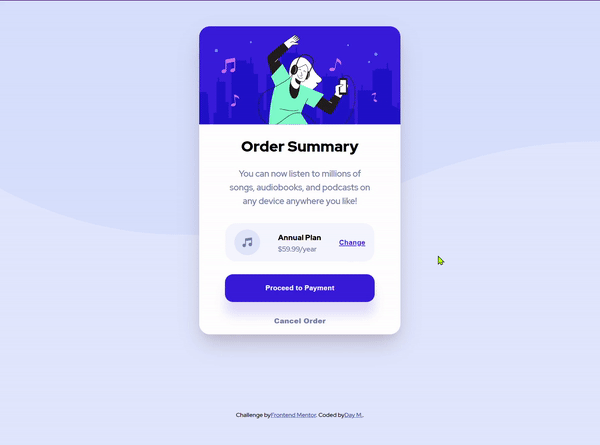 Order Summary
You can now listen to millions of
songs, audiobooks, and podcasts on
any device anywhere you like!
Annual Plan
$59.99/year
Change
Proceed to Payment
Cancel Order
Challenge by Frontend Mentor. Coded by Day M.